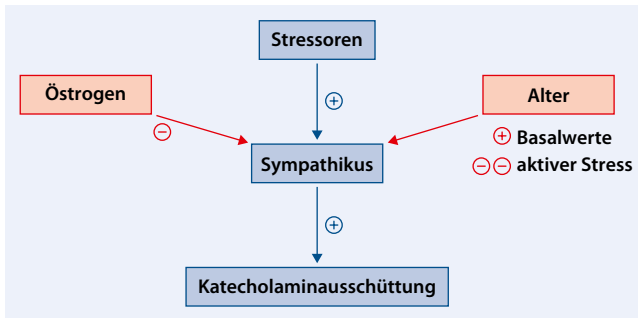 Stressoren
Östrogen
Alter
+
−
+ Basalwerte
− − aktiver Stress
Sympathikus
+
Katecholaminausschüttung